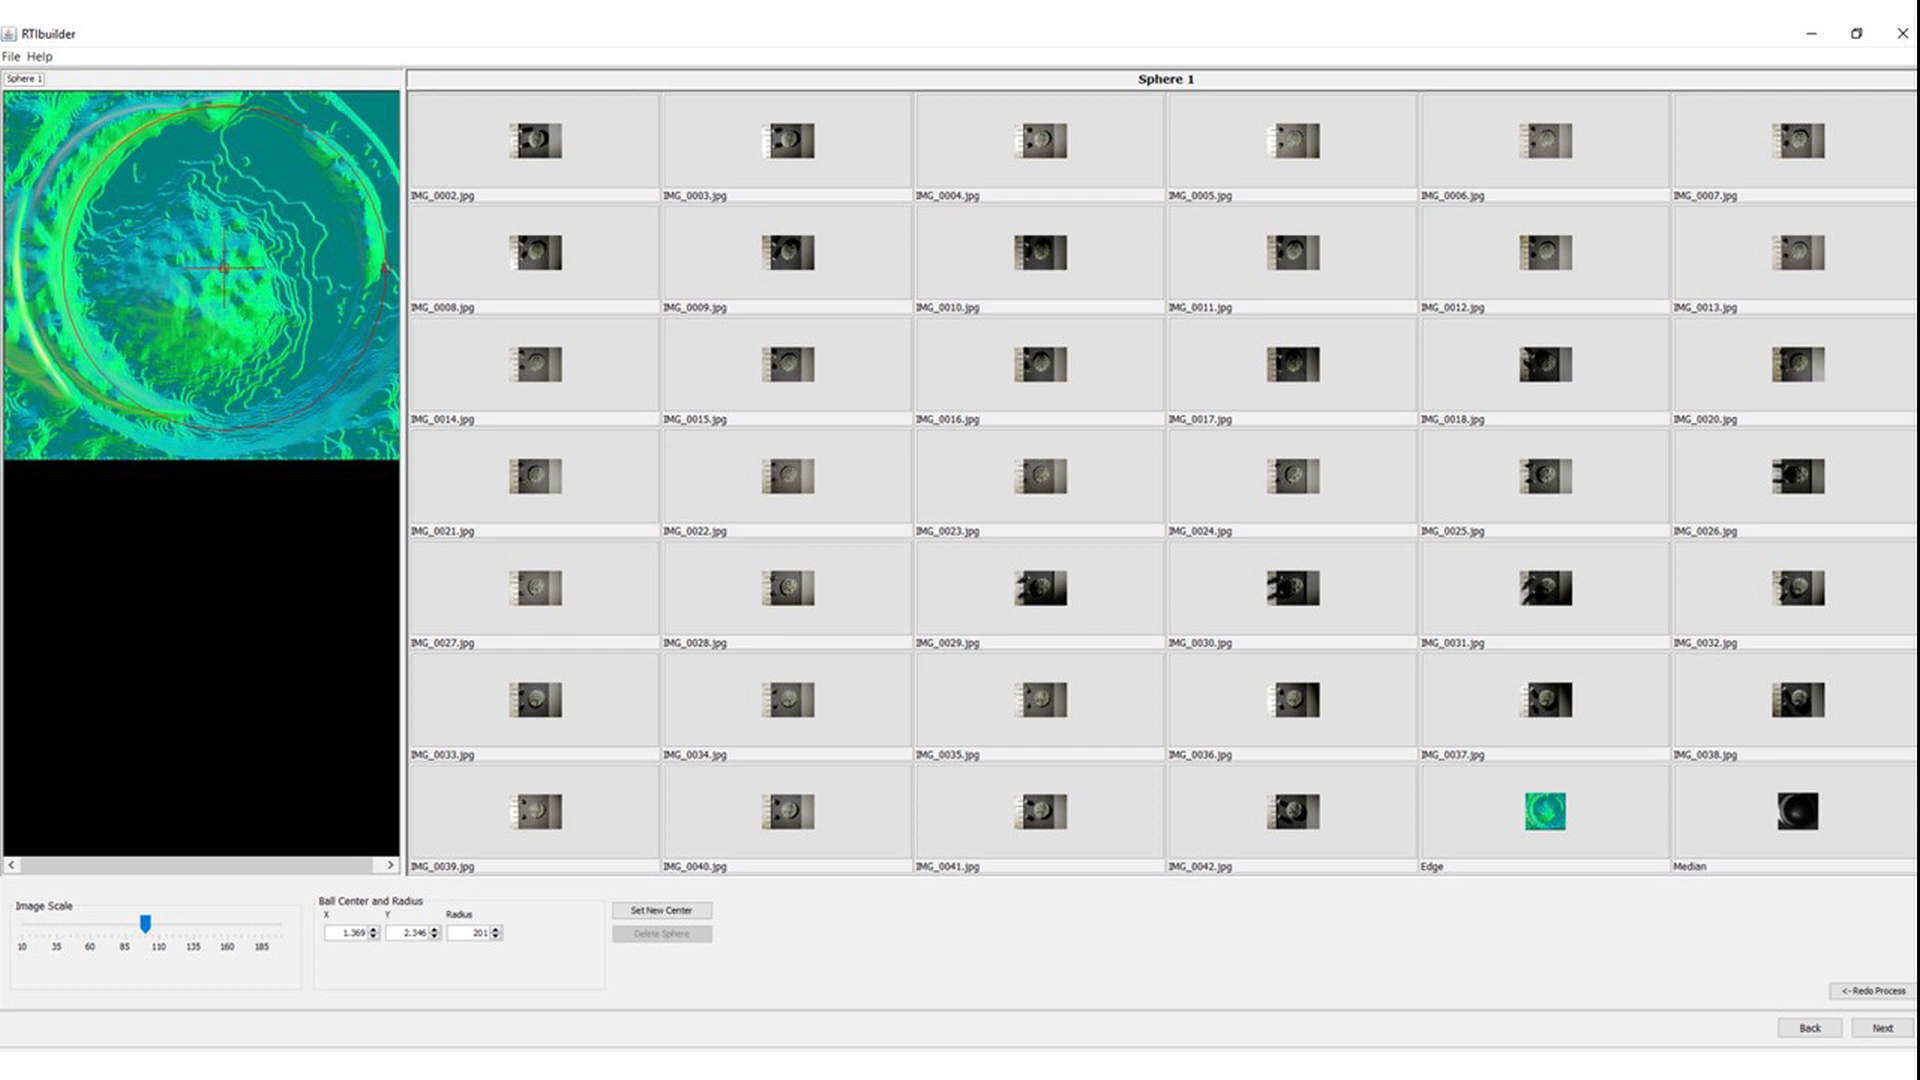 RTIbuilder
File Help
Sphere 1
Sphere 1
IMG_0002.jpg IMG_0003.jpg IMG_0004.jpg IMG_0005.jpg IMG_0006.jpg IMG_0007.jpg
IMG_0008.jpg IMG_0009.jpg IMG_0010.jpg IMG_0011.jpg IMG_0012.jpg IMG_0013.jpg
IMG_0014.jpg IMG_0015.jpg IMG_0016.jpg IMG_0017.jpg IMG_0018.jpg IMG_0020.jpg
IMG_0021.jpg IMG_0022.jpg IMG_0023.jpg IMG_0024.jpg IMG_0025.jpg IMG_0026.jpg
IMG_0027.jpg IMG_0028.jpg IMG_0029.jpg IMG_0030.jpg IMG_0031.jpg IMG_0032.jpg
IMG_0033.jpg IMG_0034.jpg IMG_0035.jpg IMG_0036.jpg IMG_0037.jpg IMG_0038.jpg
IMG_0039.jpg IMG_0040.jpg IMG_0041.jpg IMG_0042.jpg Edge Median
Image Scale
10 35 60 85 110 135 160 185
Ball Center and Radius
X Y Radius
1.369 2.346 201
Set New Center
Delete Sphere
<- Redo Process
Back Next